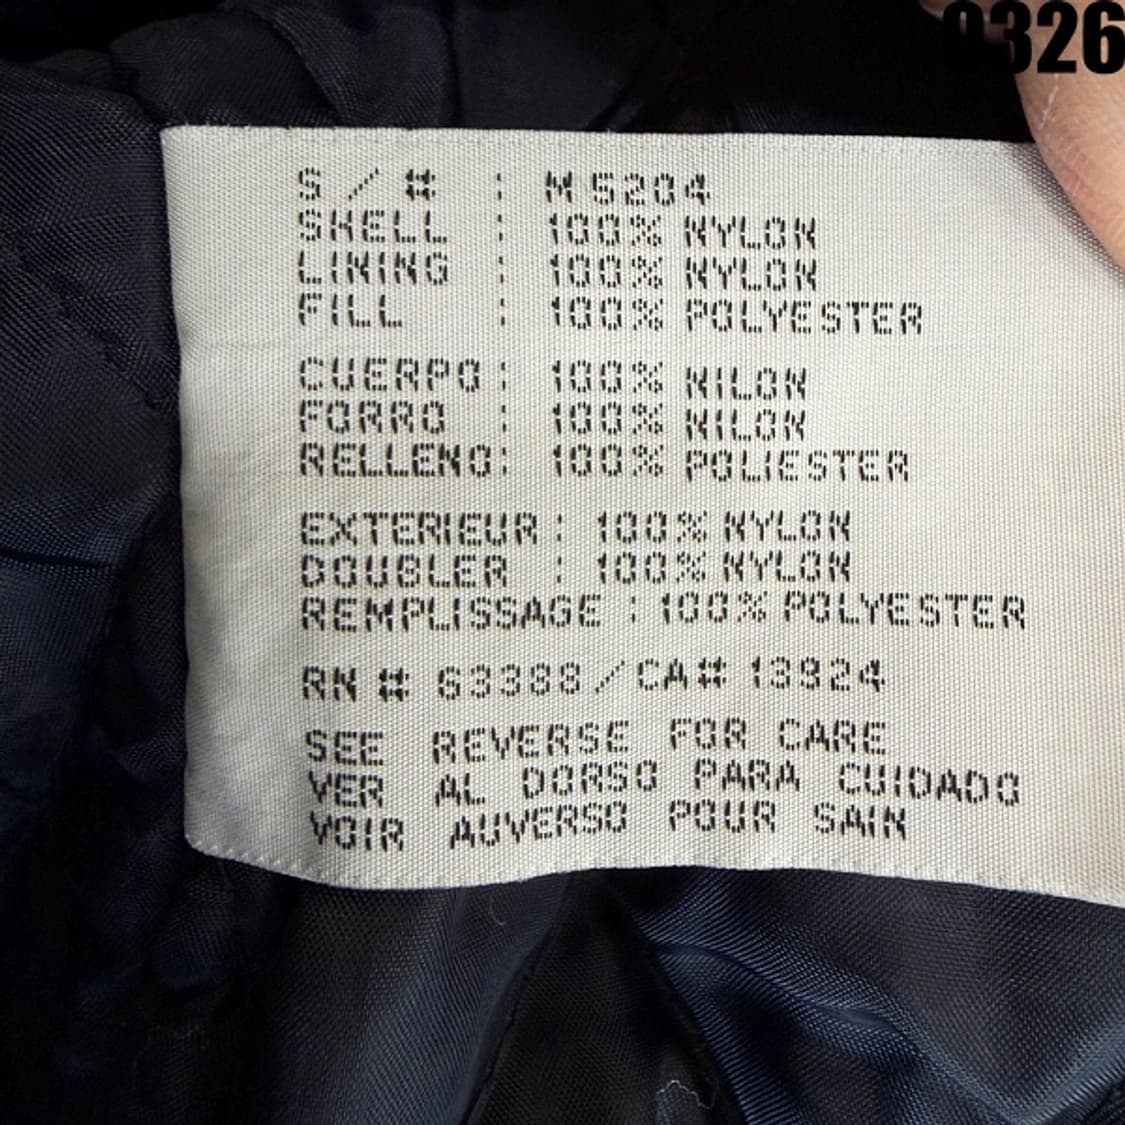 0326
S / # : M 5204
SHELL : 100% NYLON
LINING : 100% NYLON
FILL : 100% POLYESTER
CUERPO : 100% NILON
FORRO : 100% NILON
RELLENO : 100% POLIESTER
EXTERIEUR : 100% NYLON
DOUBLER : 100% NYLON
REMPLISSAGE : 100% POLYESTER
RN # 63388 / CA# 13924
SEE REVERSE FOR CARE
VER AL DORSO PARA CUIDADO
VOIR AUVERSO POUR SAIN